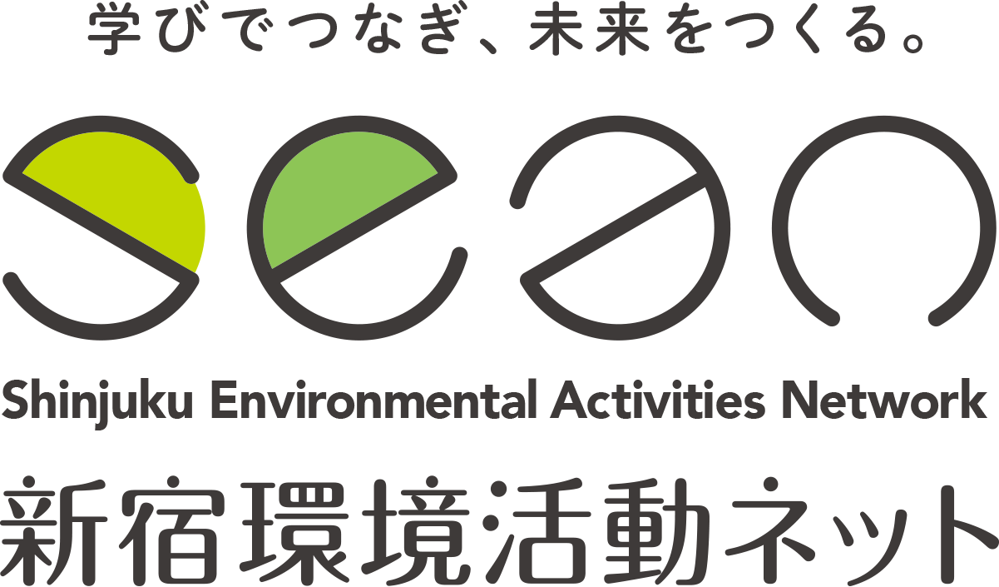 学びでつなぎ、未来をつくる。
sean
Shinjuku Environmental Activities Network
新宿環境活動ネット